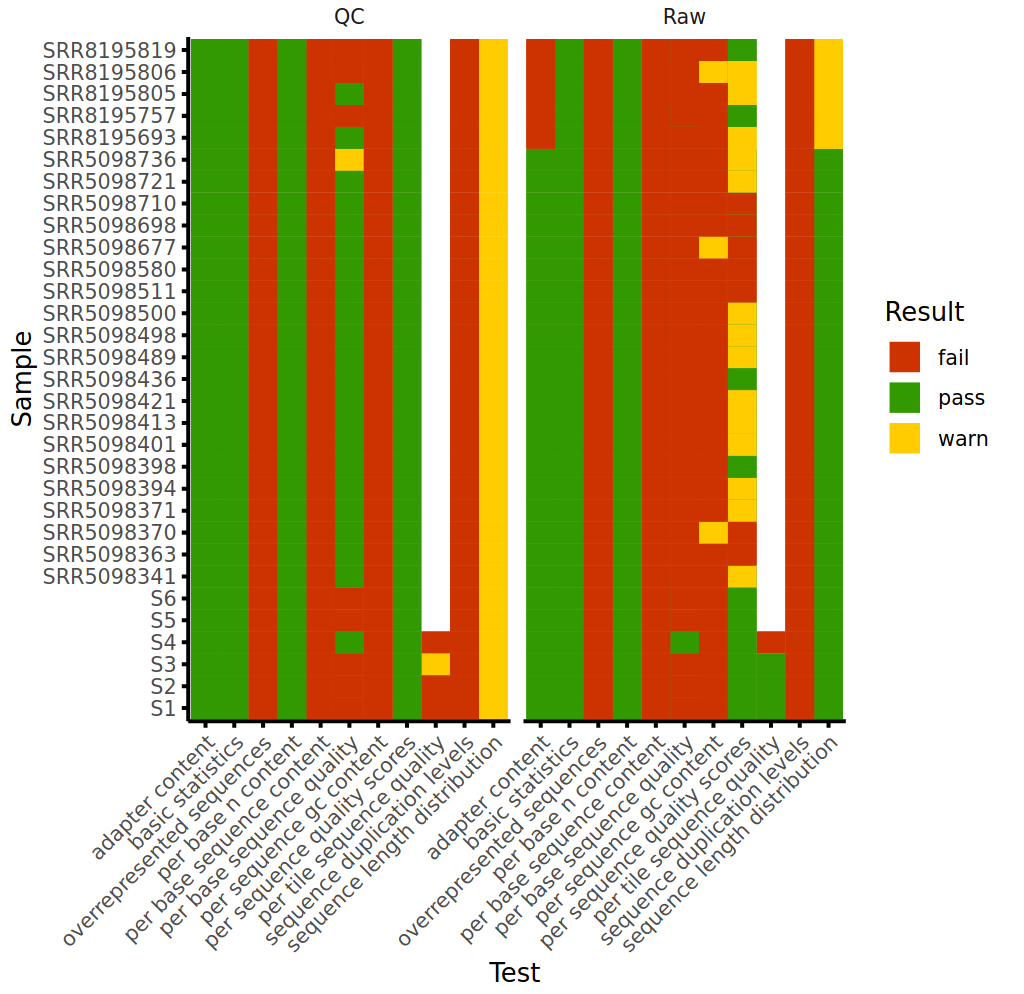 QC
Raw
SRR8195819
SRR8195806
SRR8195805
SRR8195757
SRR8195693
SRR5098736
SRR5098721
SRR5098710
SRR5098698
SRR5098677
SRR5098580
SRR5098511
SRR5098500
SRR5098498
SRR5098489
SRR5098436
SRR5098421
SRR5098413
SRR5098401
SRR5098398
SRR5098394
SRR5098371
SRR5098370
SRR5098363
SRR5098341
S6
S5
S4
S3
S2
S1
Sample
adapter content
basic statistics
overrepresented sequences
per base n content
per base sequence content
per base sequence quality
per sequence gc content
per sequence quality scores
per tile sequence quality
sequence duplication levels
sequence length distribution
adapter content
basic statistics
overrepresented sequences
per base n content
per base sequence content
per base sequence quality
per sequence gc content
per sequence quality scores
per tile sequence quality
sequence duplication levels
sequence length distribution
Test
Result
fail
pass
warn